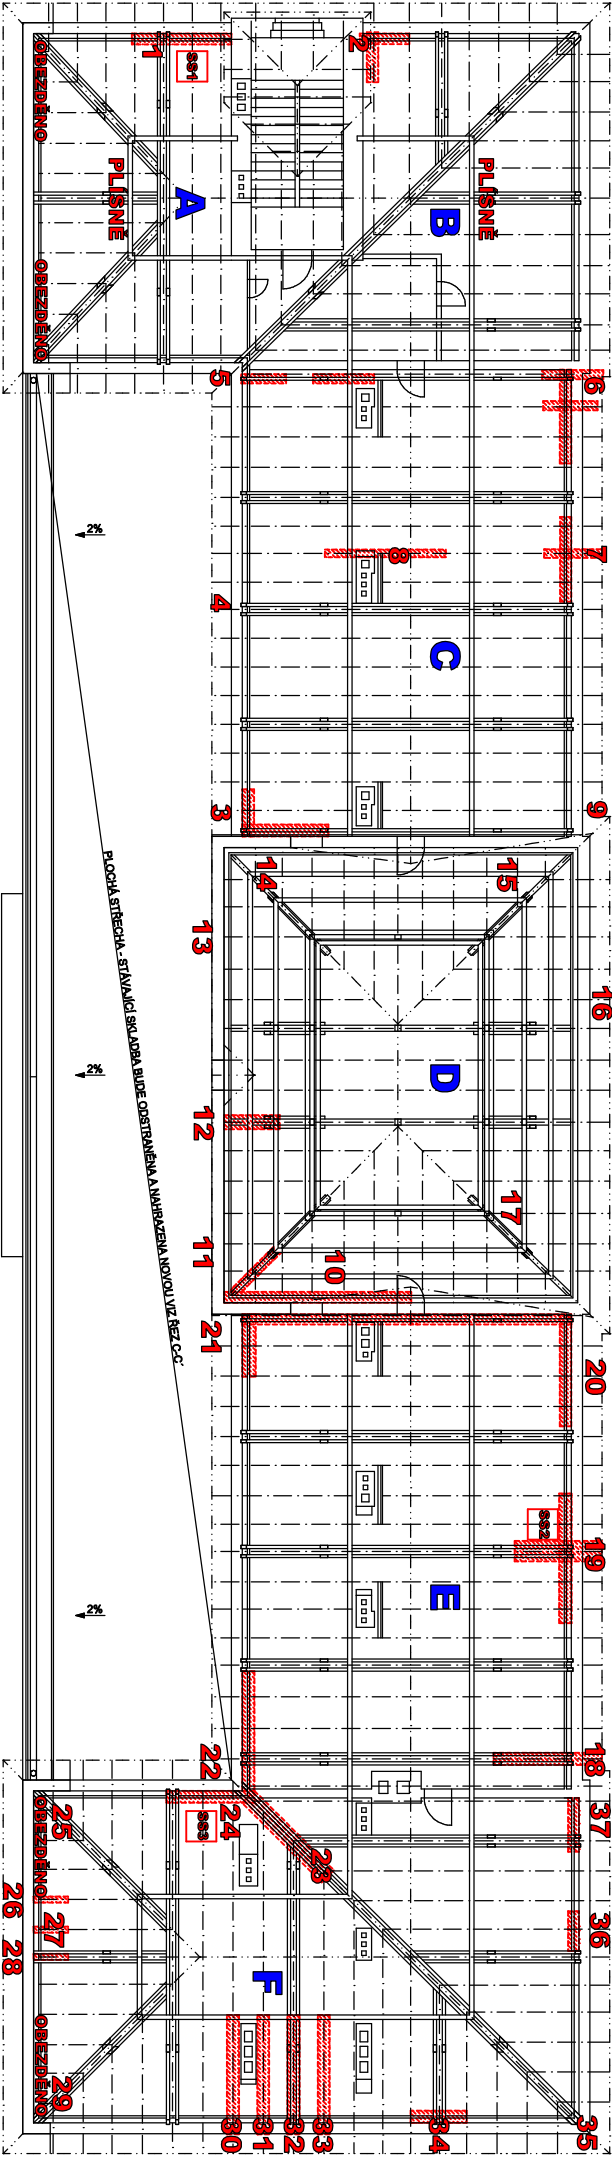 OBEZDĚNO
1
SS1
2
PLÍSNĚ
A
B
PLÍSNĚ
OBEZDĚNO
5
6
2%
8
7
4
C
3
9
14
15
13
16
PLOCHÁ STŘECHA - STÁVAJÍCÍ SKLADBA BUDE ODSTRANĚNA A NAHRAZENA NOVOU VIZ ŘEZ C-C'
2%
D
12
17
11
10
21
20
SS2
19
E
2%
22
18
OBEZDĚNO
25
SS3
24
37
23
26
27
28
36
F
OBEZDĚNO
29
30
31
32
33
34
35